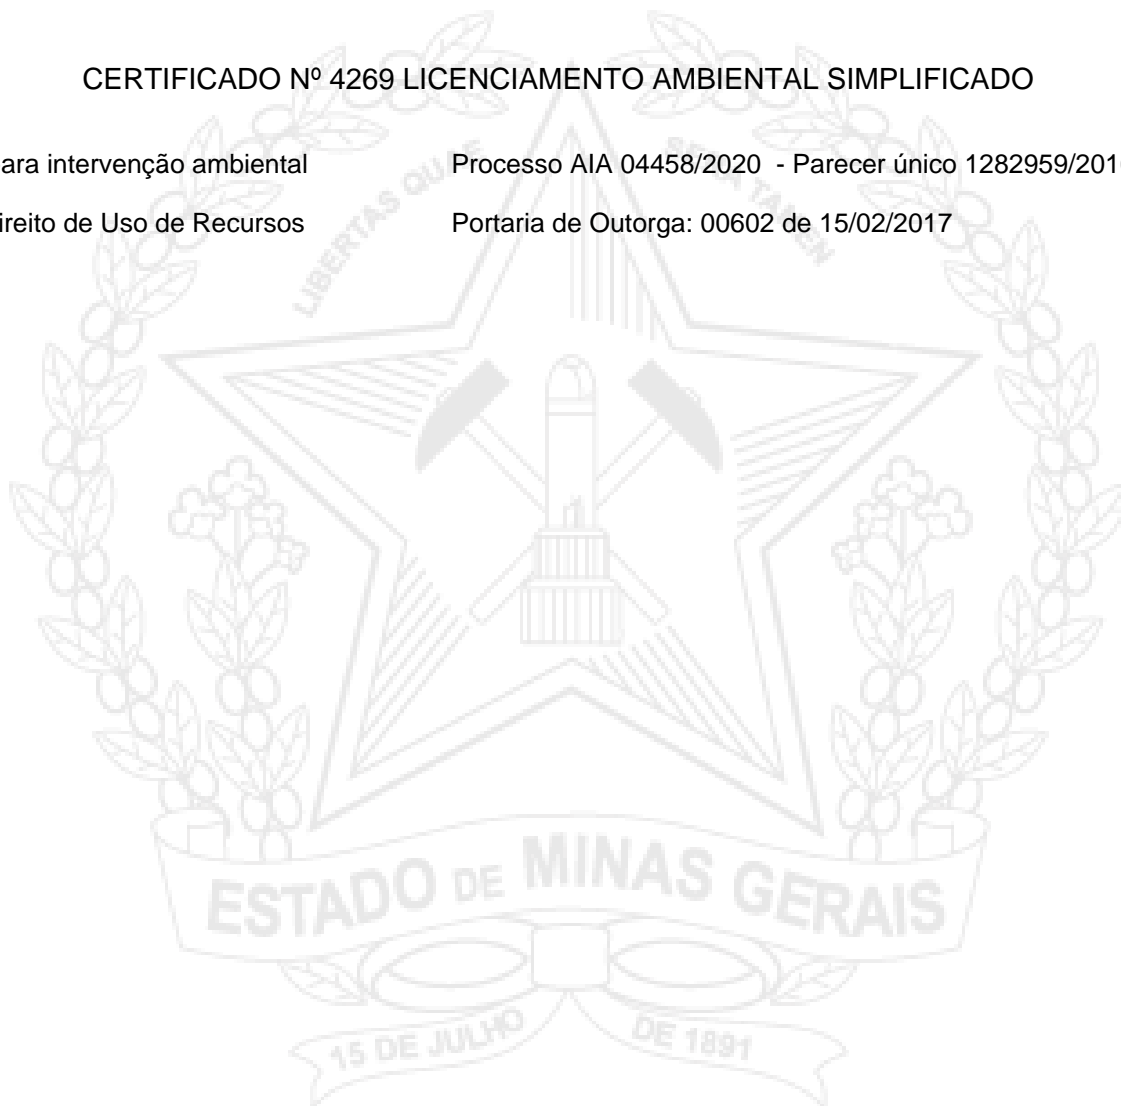 CERTIFICADO Nº 4269 LICENCIAMENTO AMBIENTAL SIMPLIFICADO
ara intervenção ambiental Processo AIA 04458/2020 - Parecer único 1282959/201
ireito de Uso de Recursos Portaria de Outorga: 00602 de 15/02/2017
LIBERTAS QUÆ SERA TAMEN
ESTADO DE MINAS GERAIS
15 DE JULHO DE 1891